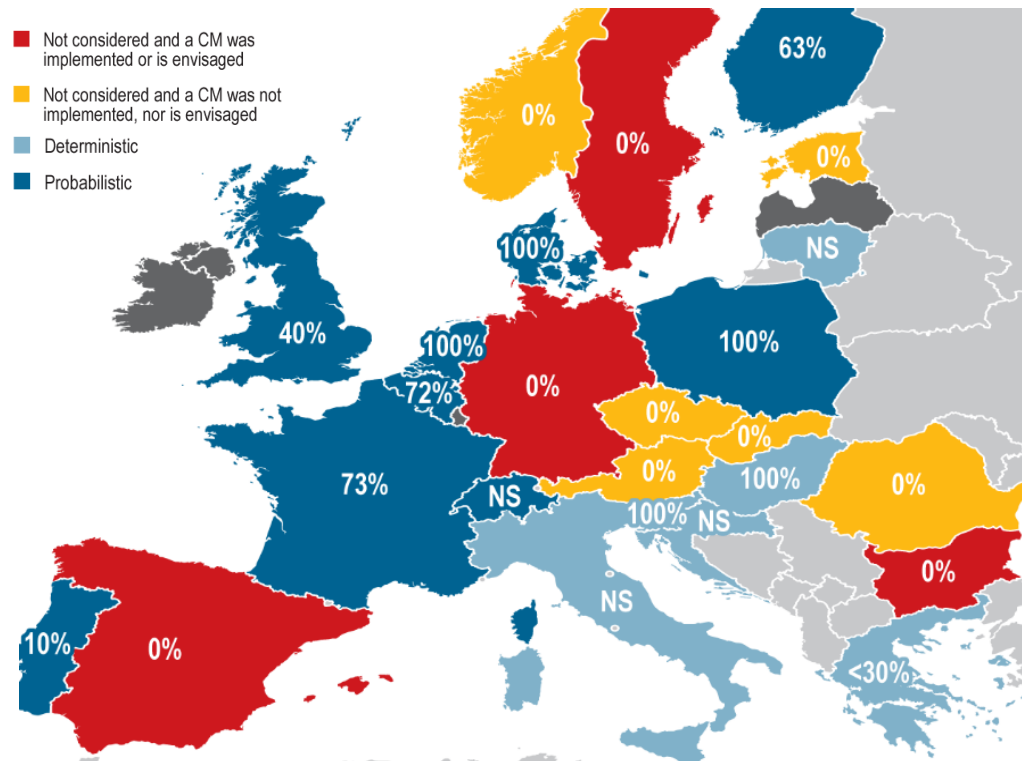 Not considered and a CM was
implemented or is envisaged
Not considered and a CM was not
implemented, nor is envisaged
Deterministic
Probabilistic
63%
0%
0%
0%
NS
100%
40%
100%
100%
72%
0%
0%
0%
73%
NS
0%
100%
0%
100%
NS
0%
NS
10%
0%
<30%